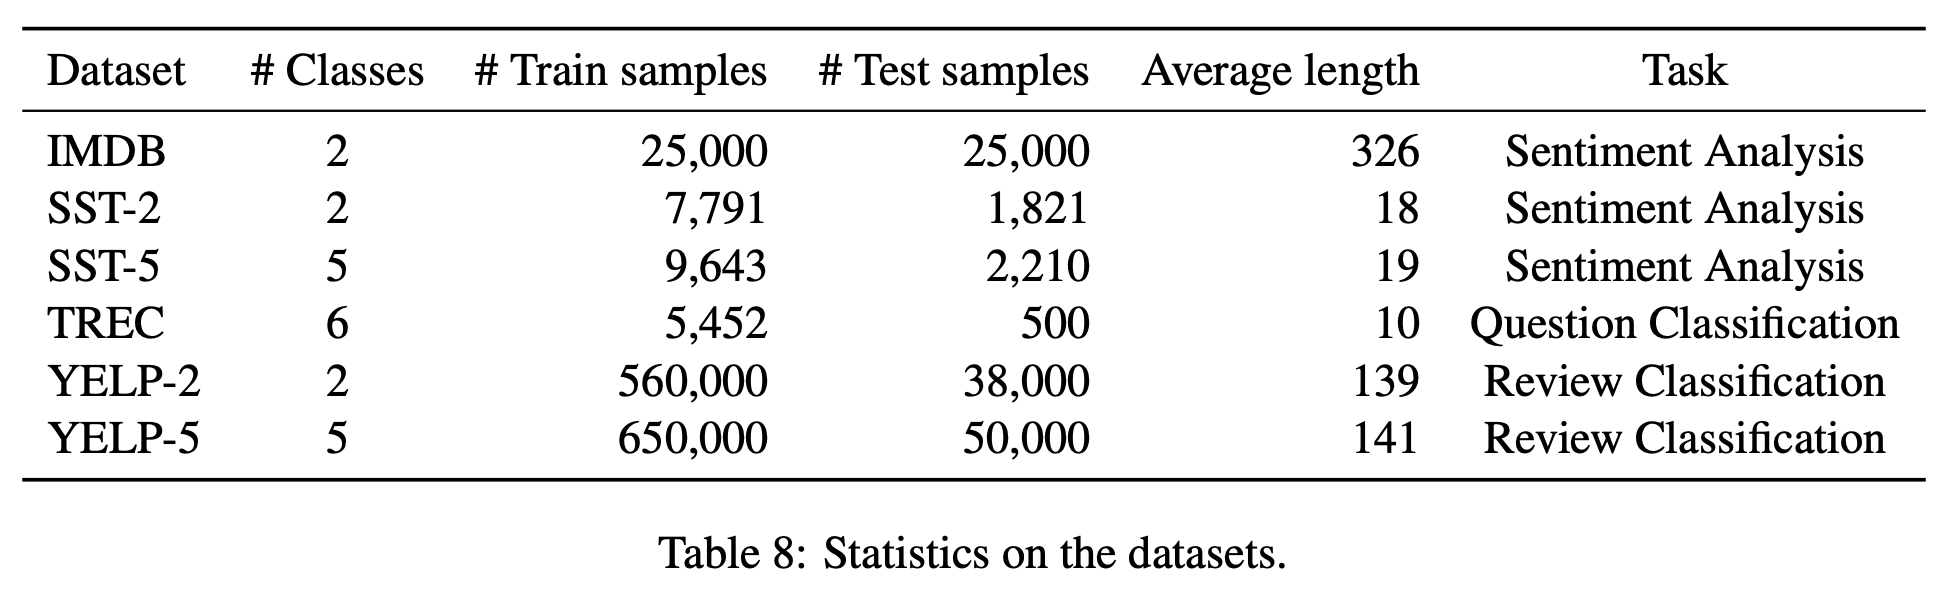 Dataset # Classes # Train samples # Test samples Average length Task
IMDB 2 25,000 25,000 326 Sentiment Analysis
SST-2 2 7,791 1,821 18 Sentiment Analysis
SST-5 5 9,643 2,210 19 Sentiment Analysis
TREC 6 5,452 500 10 Question Classification
YELP-2 2 560,000 38,000 139 Review Classification
YELP-5 5 650,000 50,000 141 Review Classification
Table 8: Statistics on the datasets.